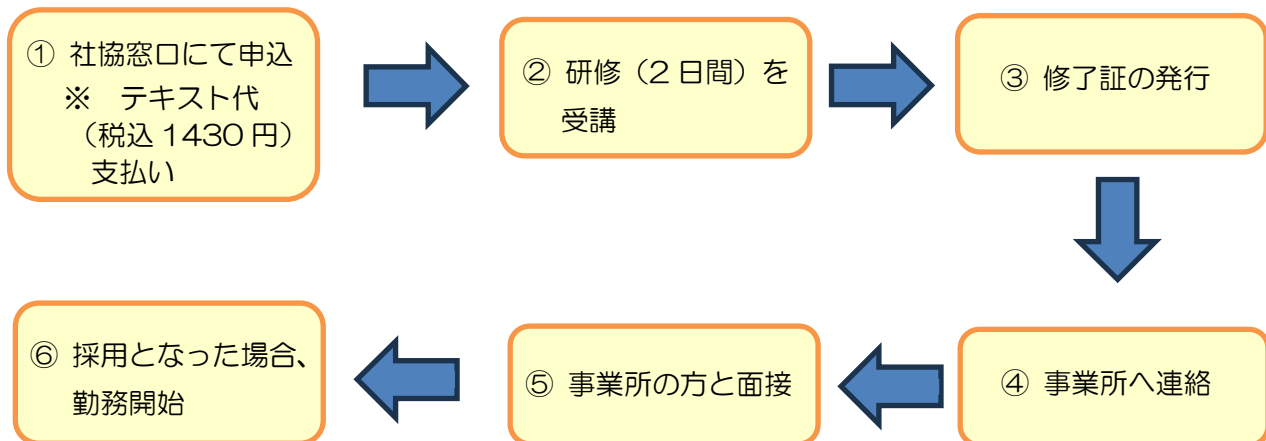 ① 社協窓口にて申込
※　テキスト代
（税込 1430 円）
支払い
② 研修（2 日間）を
受講
③ 修了証の発行
④ 事業所へ連絡
⑤ 事業所の方と面接
⑥ 採用となった場合、
勤務開始